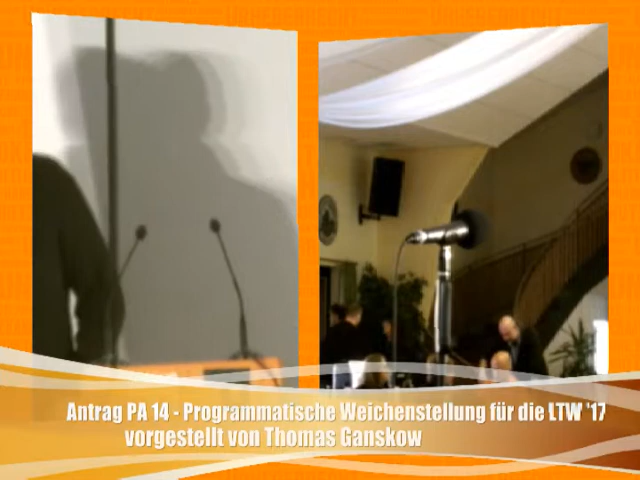 Antrag PA 14 - Programmatische Weichenstellung für die LTW '17
vorgestellt von Thomas Ganskow